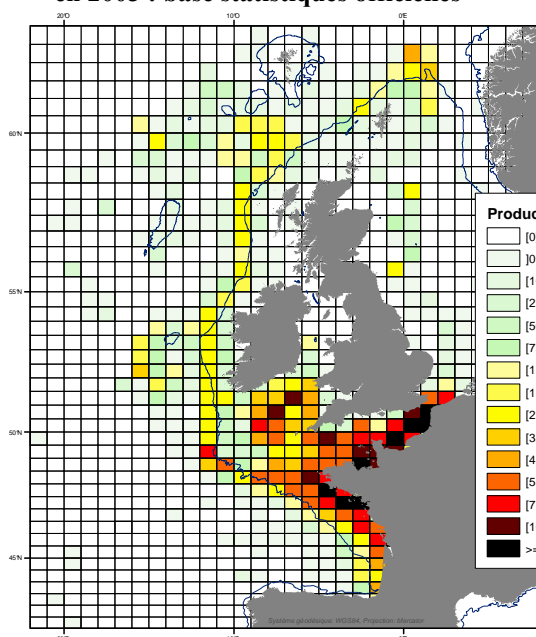 en 2005 : base statistiques officielles
10°O
0°E
60°N
55°N
50°N
45°N
Produc
[0
]0
[1
[2
[5
[7
[1
[1
[2
[3
[4
[5
[7
[1
>=
Système géodésique: WGS84, Projection: Mercator